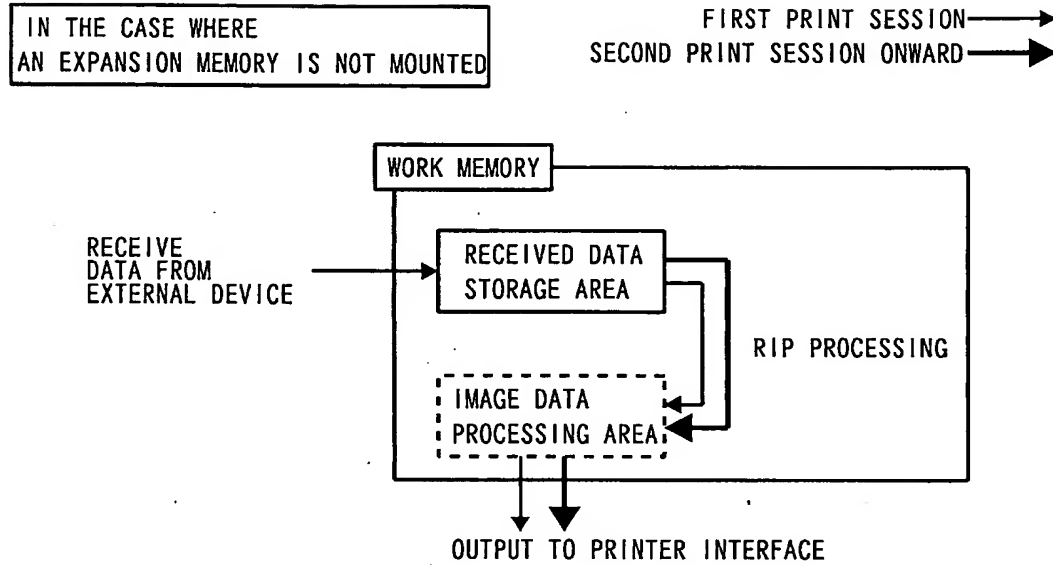 IN THE CASE WHERE
AN EXPANSION MEMORY IS NOT MOUNTED
FIRST PRINT SESSION
SECOND PRINT SESSION ONWARD
WORK MEMORY
RECEIVE
DATA FROM
EXTERNAL DEVICE
RECEIVED DATA
STORAGE AREA
RIP PROCESSING
IMAGE DATA
PROCESSING AREA
OUTPUT TO PRINTER INTERFACE